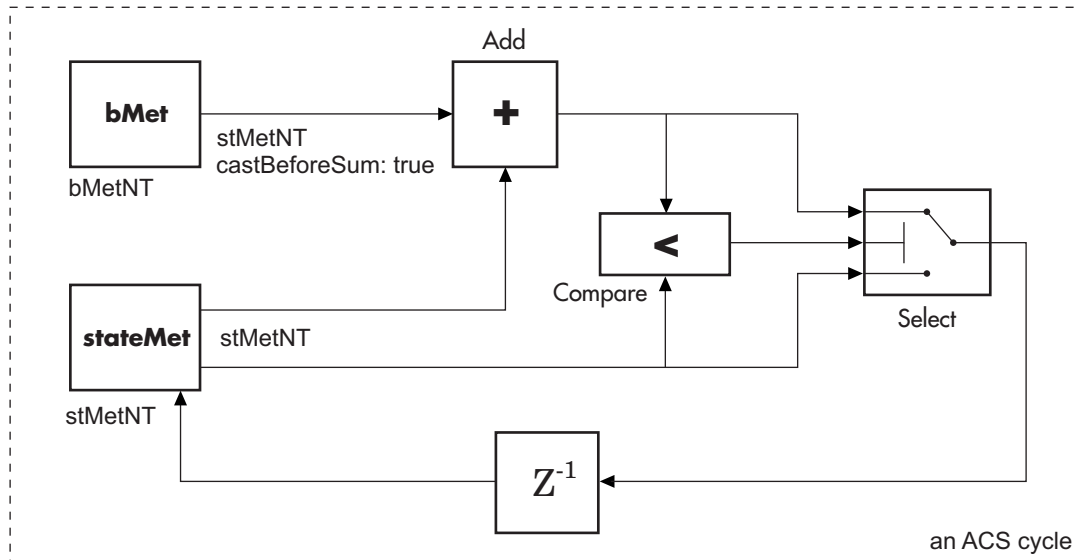 Add
bMet
+
stMetNT
castBeforeSum: true
bMetNT
<
Compare
Select
stateMet
stMetNT
stMetNT
Z-1
an ACS cycle